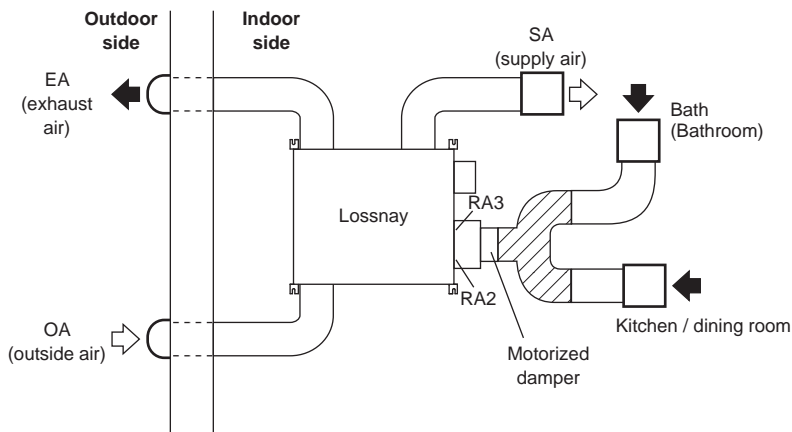 Outdoor
side
Indoor
side
EA
(exhaust
air)
SA
(supply air)
Bath
(Bathroom)
RA3
Lossnay
RA2
OA
(outside air)
Motorized
damper
Kitchen / dining room